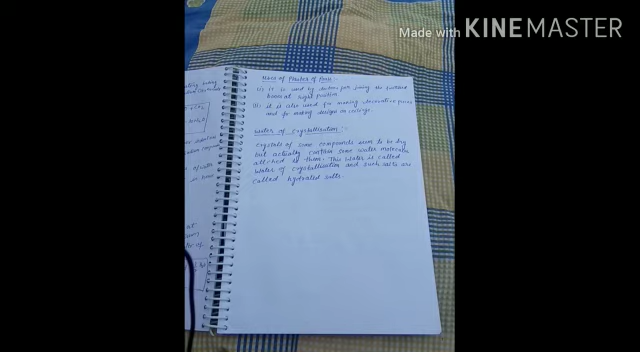 Made with KINEMASTER
Uses of Plaster of Paris :-
(i) It is used by doctors for joining the fractured
bones at right position
(ii) It is also used for making decorative pieces
and for making designs on ceilings.
Water of Crystallisation :-
Crystals of some compounds seem to be dry
but actually contain some water molecules
attached to them. This water is called
Water of Crystallisation and such salts are
called hydrated salts.